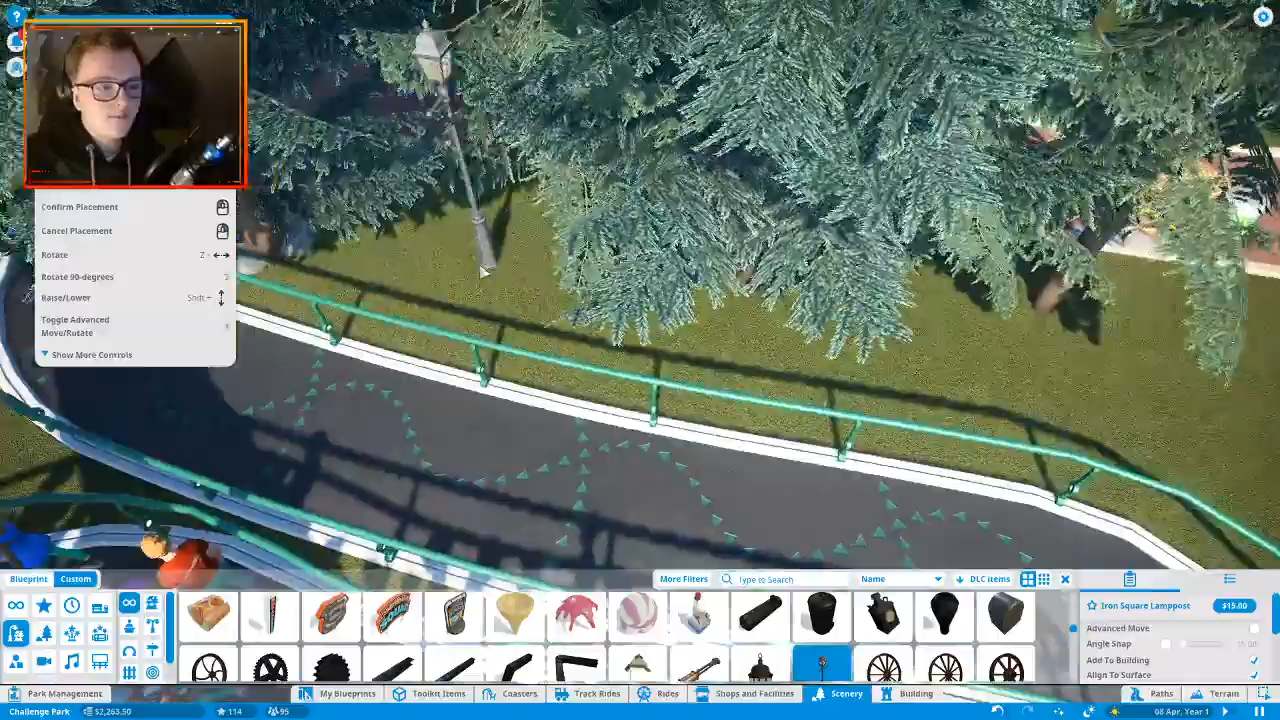 Confirm Placement
Cancel Placement
Rotate Z -
Rotate 90-degrees Z
Raise/Lower Shift +
Toggle Advanced
Move/Rotate
Show More Controls
Blueprint Custom More Filters Type to Search Name DLC items
Iron Square Lamppost $15.00
Advanced Move
Angle Snap 15.00
Add To Building
Align To Surface
Park Management My Blueprints Toolkit Items Coasters Track Rides Rides Shops and Facilities Scenery Building Paths Terrain
Challenge Park $2,263.50 114 95 08 Apr, Year 1